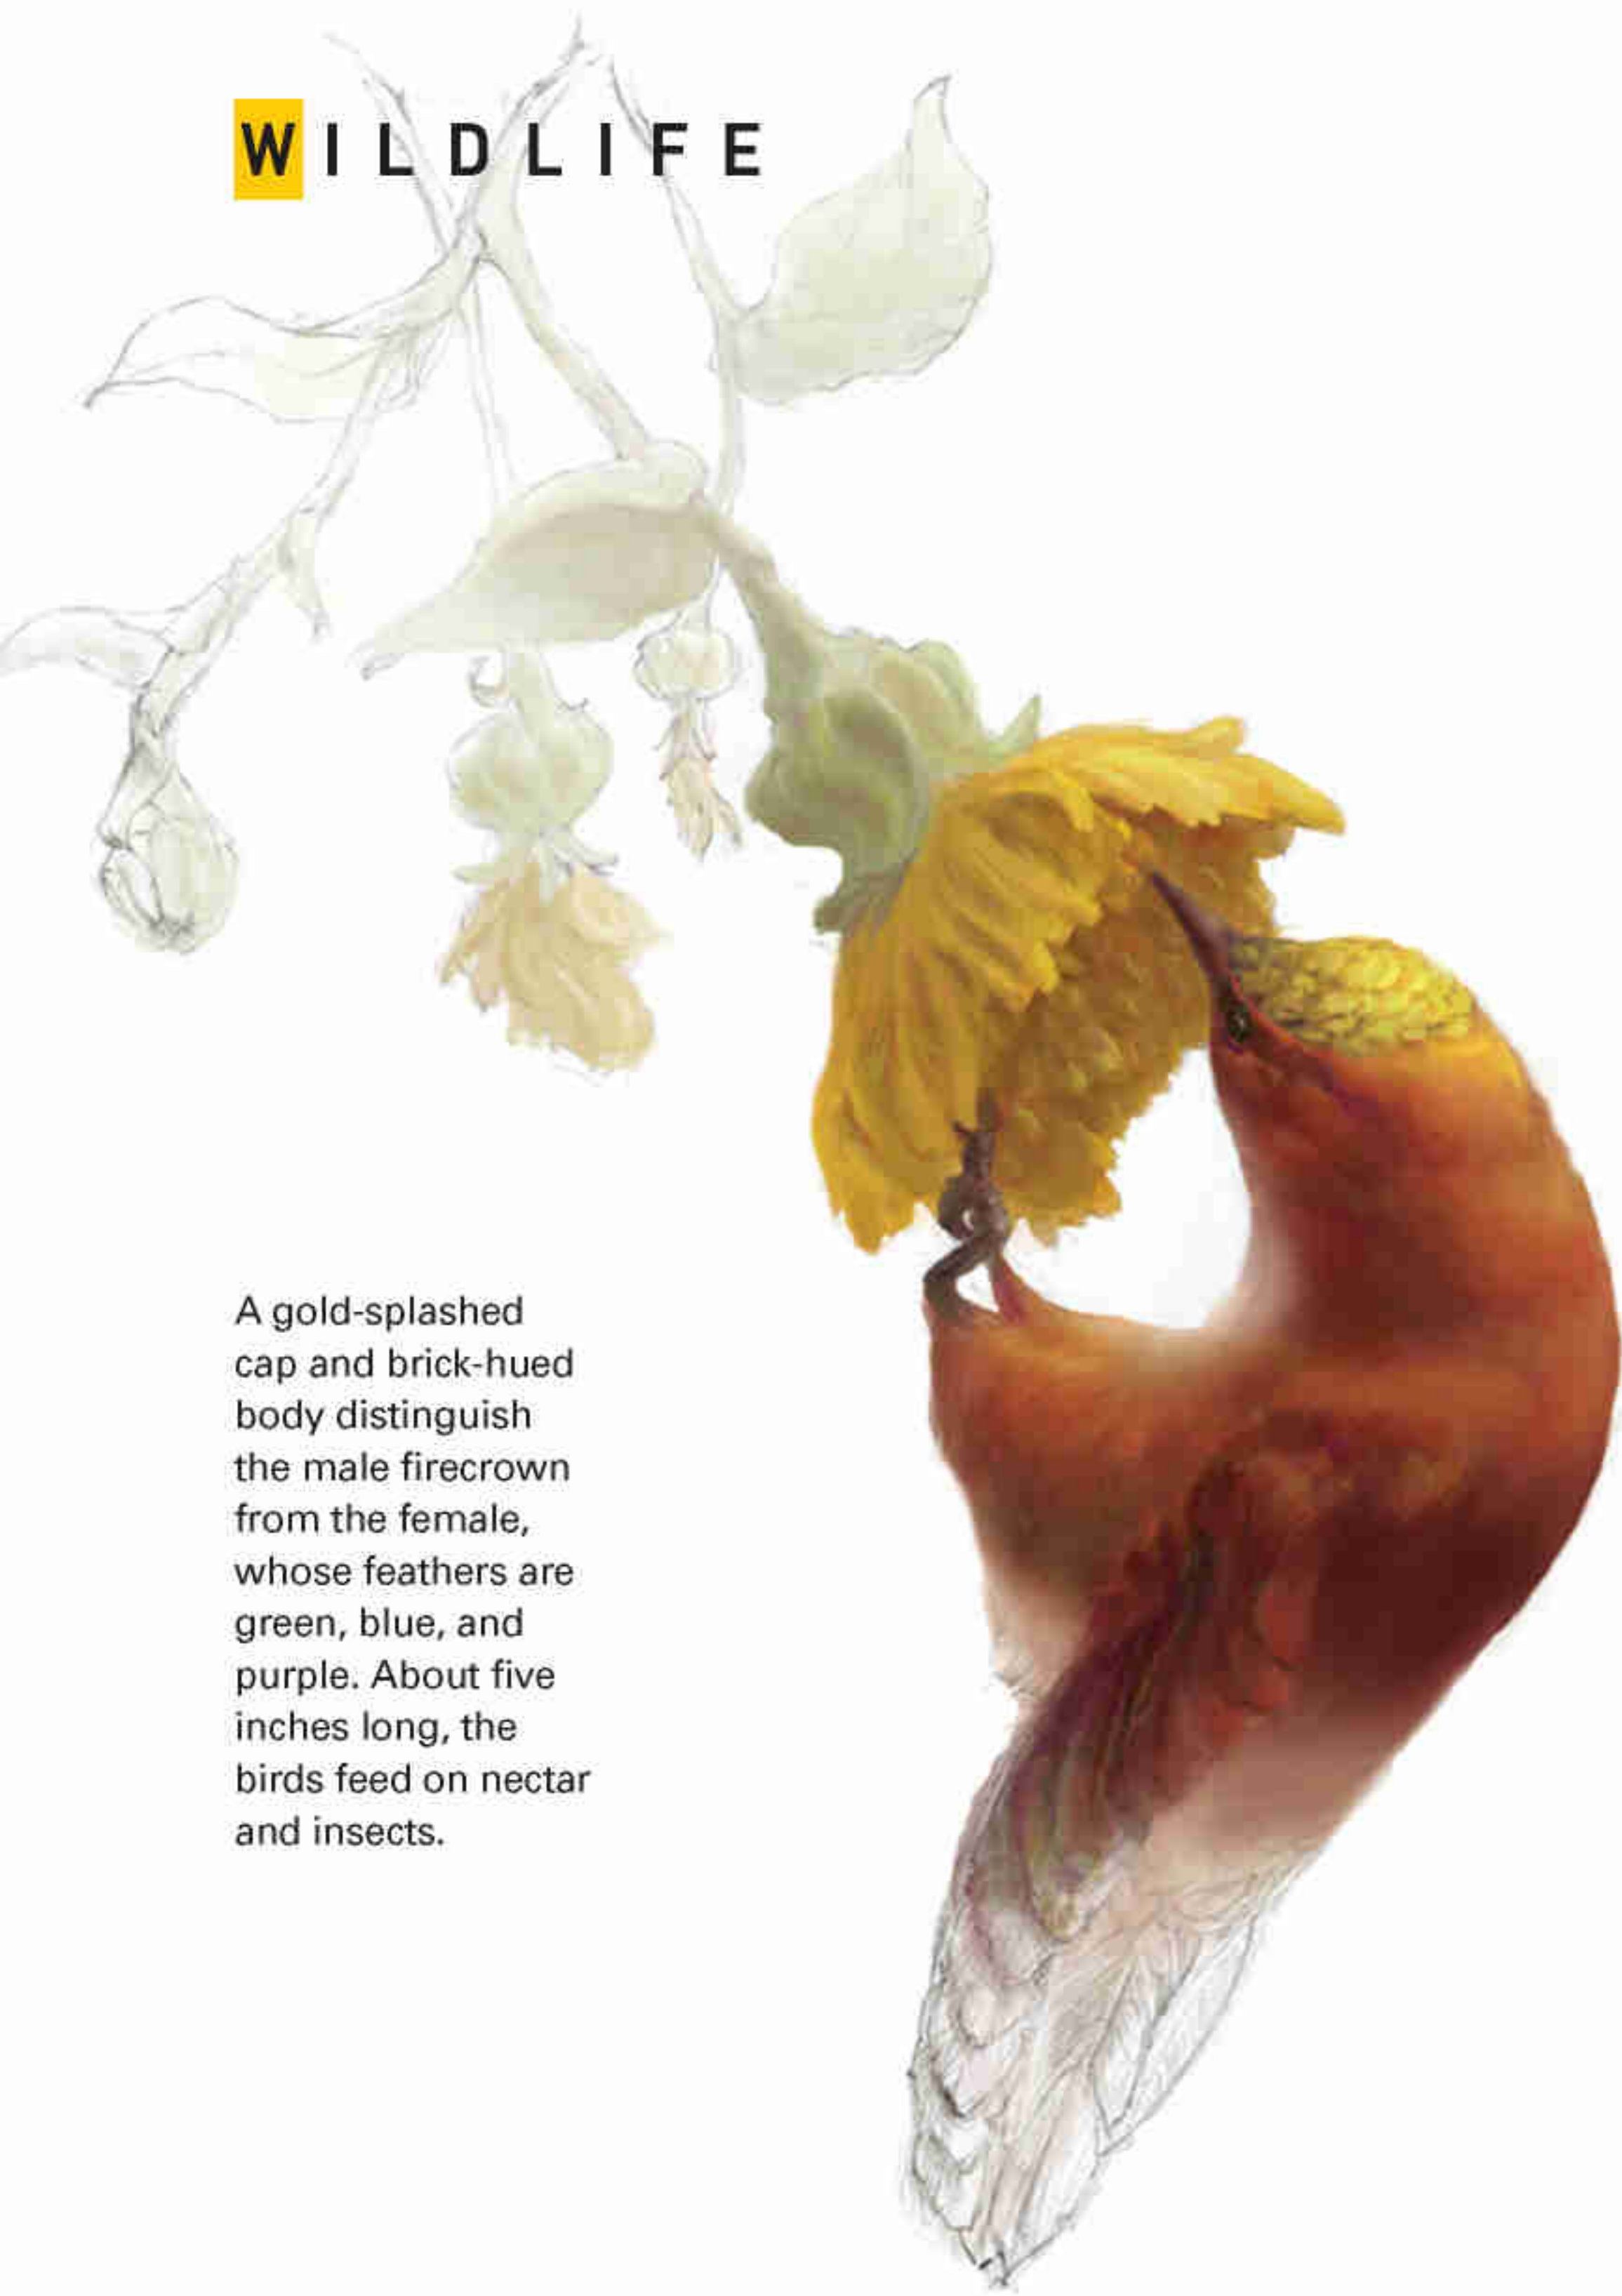 WILDLIFE
A gold-splashed
cap and brick-hued
body distinguish
the male firecrown
from the female,
whose feathers are
green, blue, and
purple. About five
inches long, the
birds feed on nectar
and insects.